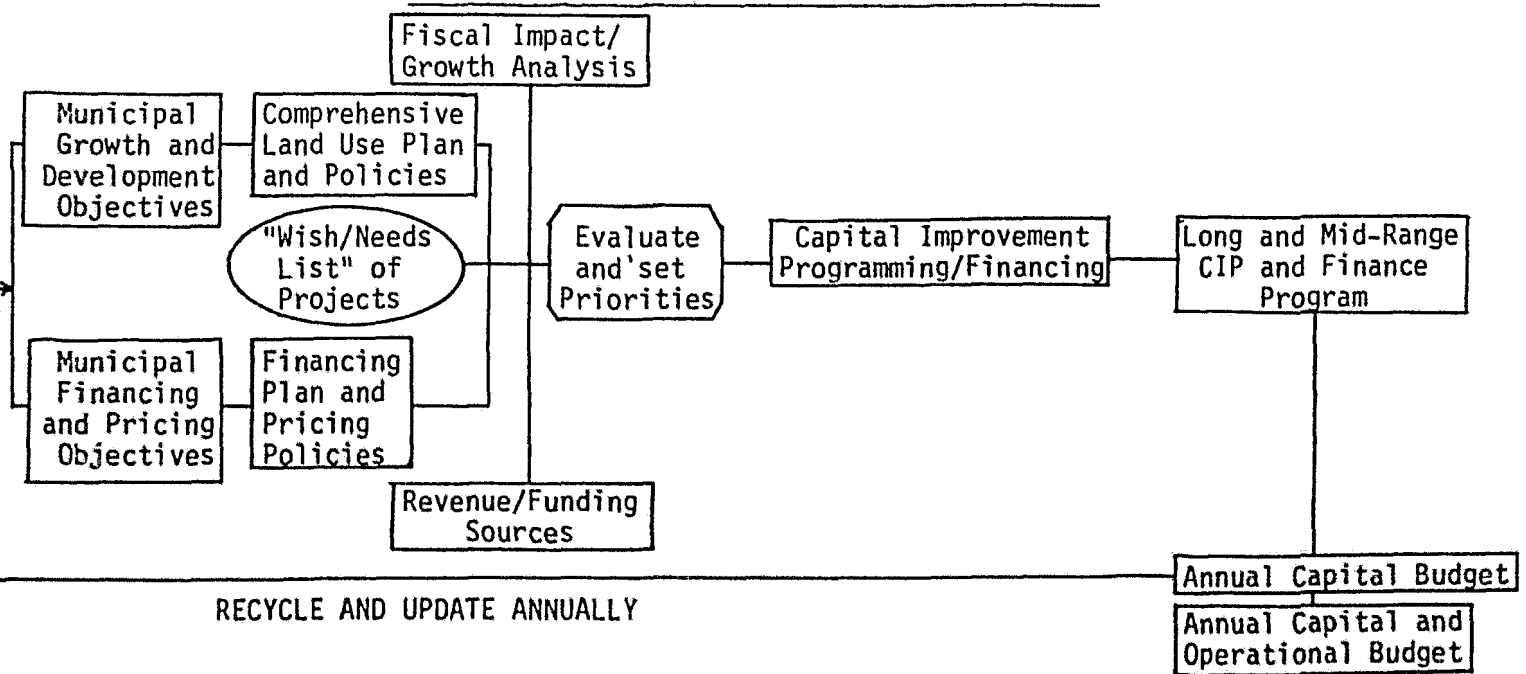 Fiscal Impact/
Growth Analysis
Municipal
Growth and
Development
Objectives
Comprehensive
Land Use Plan
and Policies
"Wish/Needs
List" of
Projects
Evaluate
and'set
Priorities
Capital Improvement
Programming/Financing
Long and Mid-Range
CIP and Finance
Program
Municipal
Financing
and Pricing
Objectives
Financing
Plan and
Pricing
Policies
Revenue/Funding
Sources
Annual Capital Budget
RECYCLE AND UPDATE ANNUALLY
Annual Capital and
Operational Budget